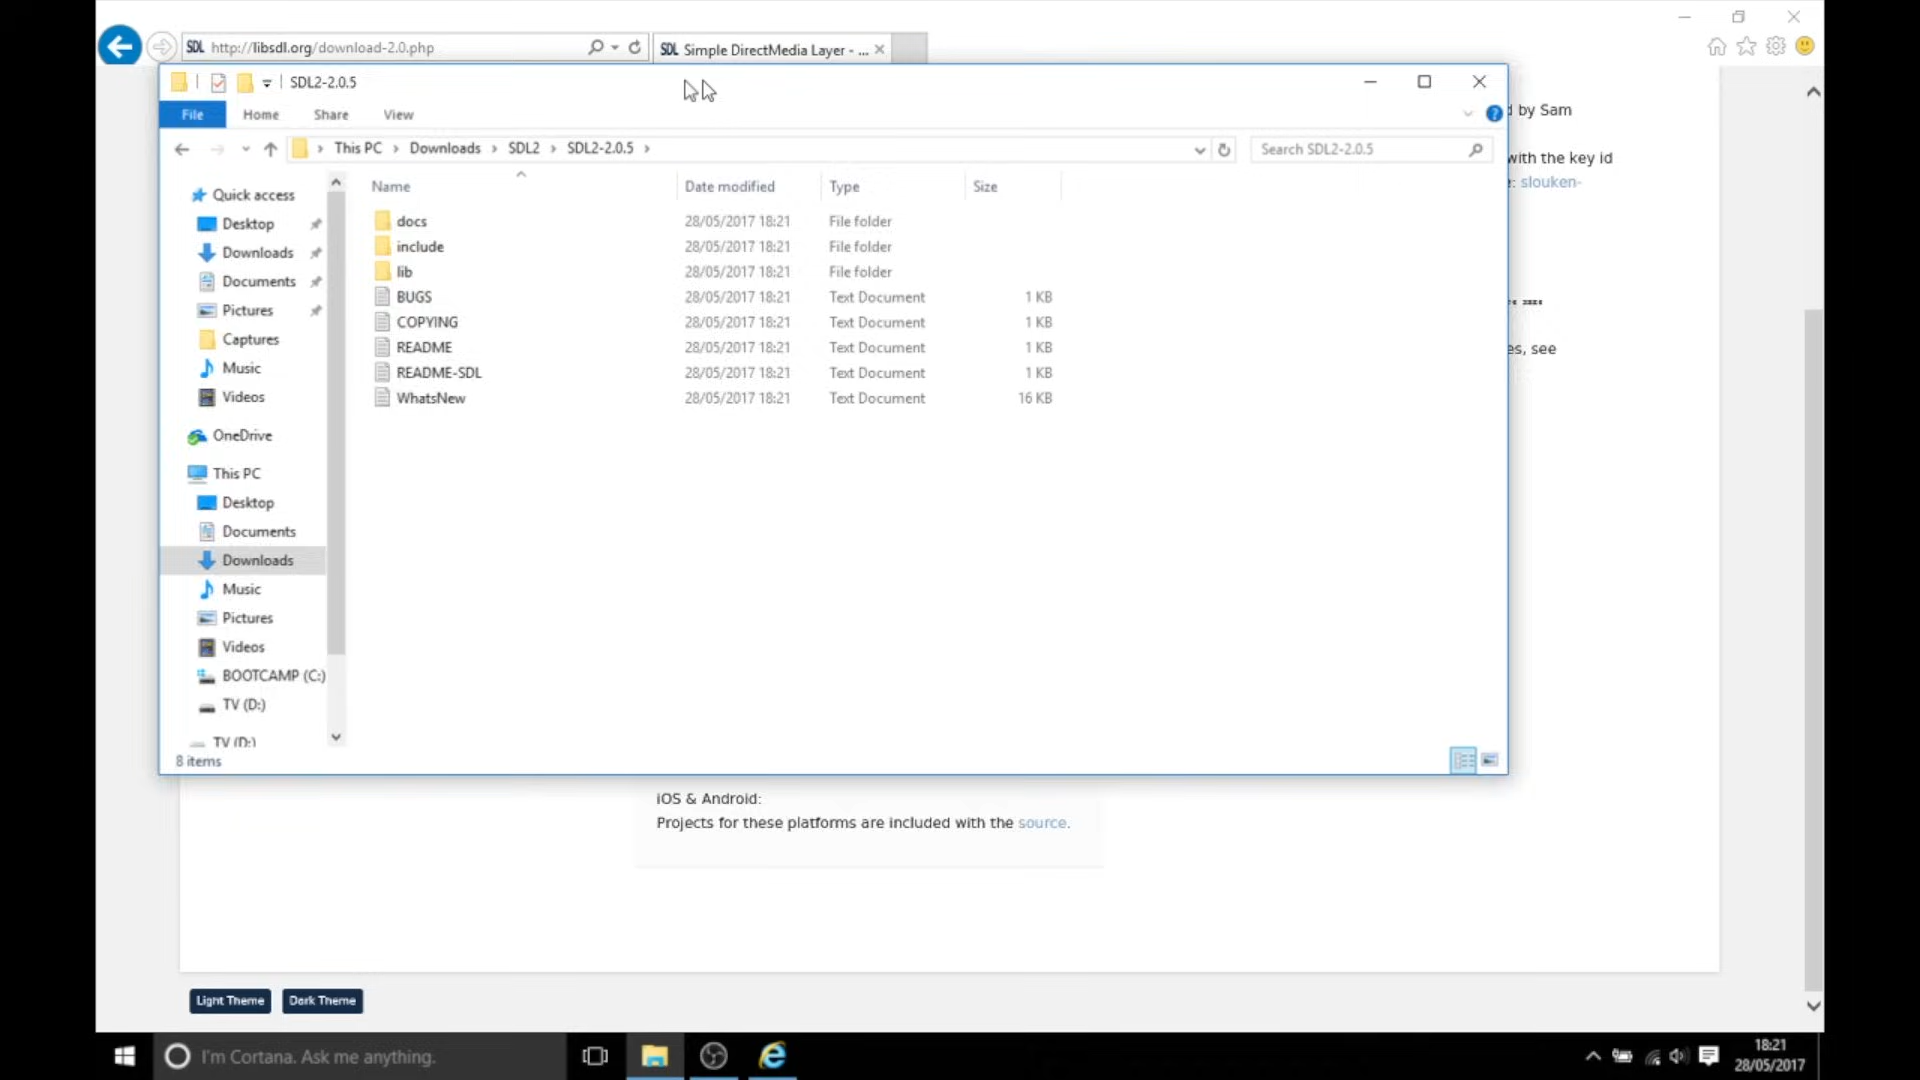 SDL http://libsdl.org/download-2.0.php
SDL Simple DirectMedia Layer - ...
SDL2-2.0.5
File Home Share View
d by Sam
This PC Downloads SDL2 SDL2-2.0.5
Search SDL2-2.0.5
with the key id
: slouken-
Name Date modified Type Size
Quick access
Desktop
Downloads
Documents
Pictures
Captures
Music
Videos
OneDrive
This PC
Desktop
Documents
Downloads
Music
Pictures
Videos
BOOTCAMP (C:)
TV (D:)
TV (D:)
docs 28/05/2017 18:21 File folder
include 28/05/2017 18:21 File folder
lib 28/05/2017 18:21 File folder
BUGS 28/05/2017 18:21 Text Document 1 KB
COPYING 28/05/2017 18:21 Text Document 1 KB
README 28/05/2017 18:21 Text Document 1 KB
README-SDL 28/05/2017 18:21 Text Document 1 KB
WhatsNew 28/05/2017 18:21 Text Document 16 KB
es, see
8 items
iOS & Android:
Projects for these platforms are included with the source.
Light Theme Dark Theme
I'm Cortana. Ask me anything.
18:21
28/05/2017